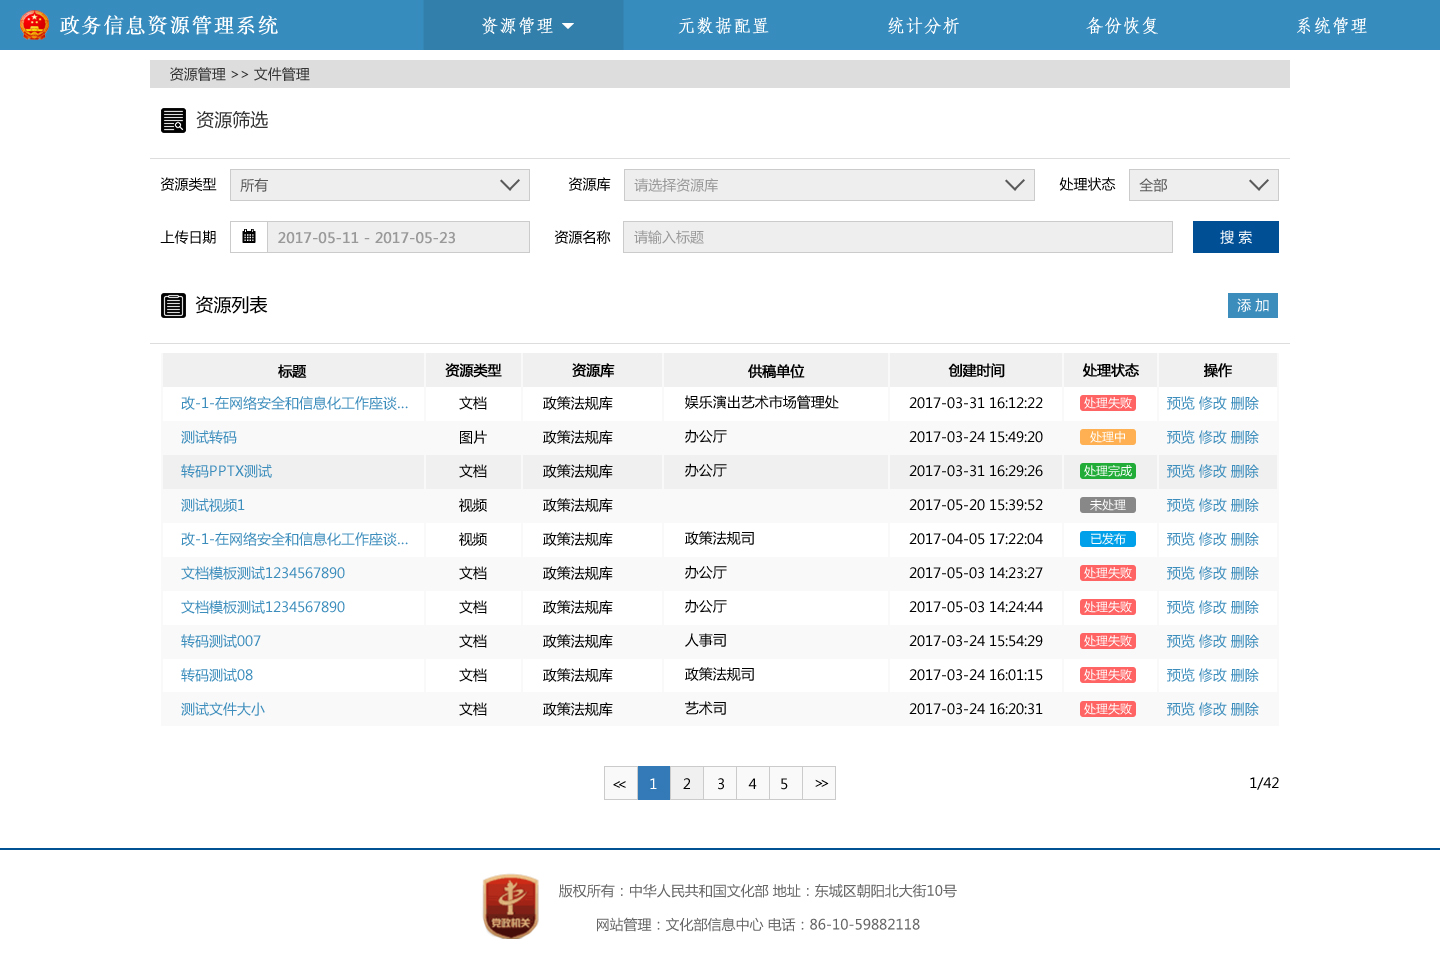 政务信息资源管理系统 资源管理 元数据配置 统计分析 备份恢复 系统管理
资源管理 >> 文件管理
资源筛选
资源类型 所有 资源库 请选择资源库 处理状态 全部
上传日期 2017-05-11 - 2017-05-23 资源名称 请输入标题 搜 索
资源列表 添 加
标题 资源类型 资源库 供稿单位 创建时间 处理状态 操作
改-1-在网络安全和信息化工作座谈... 文档 政策法规库 娱乐演出艺术市场管理处 2017-03-31 16:12:22 处理失败 预览 修改 删除
测试转码 图片 政策法规库 办公厅 2017-03-24 15:49:20 处理中 预览 修改 删除
转码PPTX测试 文档 政策法规库 办公厅 2017-03-31 16:29:26 处理完成 预览 修改 删除
测试视频1 视频 政策法规库 2017-05-20 15:39:52 未处理 预览 修改 删除
改-1-在网络安全和信息化工作座谈... 视频 政策法规库 政策法规司 2017-04-05 17:22:04 已发布 预览 修改 删除
文档模板测试1234567890 文档 政策法规库 办公厅 2017-05-03 14:23:27 处理失败 预览 修改 删除
文档模板测试1234567890 文档 政策法规库 办公厅 2017-05-03 14:24:44 处理失败 预览 修改 删除
转码测试007 文档 政策法规库 人事司 2017-03-24 15:54:29 处理失败 预览 修改 删除
转码测试08 文档 政策法规库 政策法规司 2017-03-24 16:01:15 处理失败 预览 修改 删除
测试文件大小 文档 政策法规库 艺术司 2017-03-24 16:20:31 处理失败 预览 修改 删除
<< 1 2 3 4 5 >> 1/42
版权所有：中华人民共和国文化部 地址：东城区朝阳北大街10号
党政机关
网站管理：文化部信息中心 电话：86-10-59882118